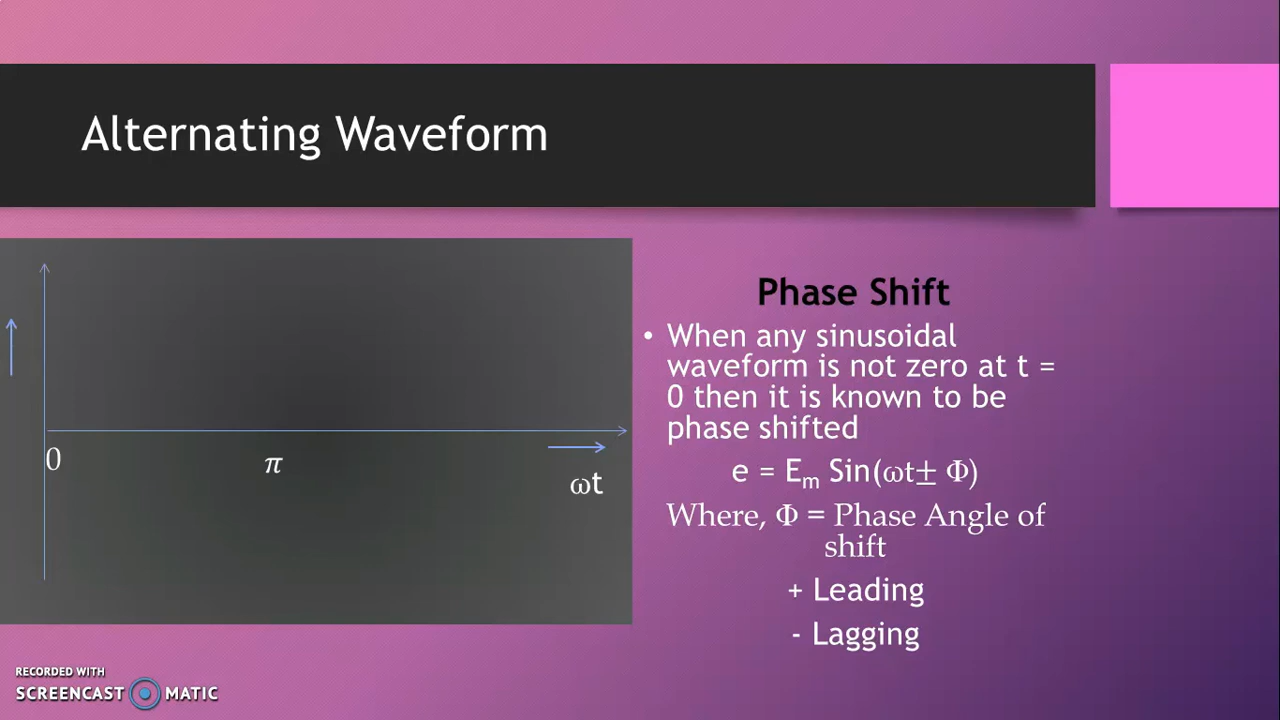 Alternating Waveform
0
π
ωt
Phase Shift
• When any sinusoidal
waveform is not zero at t =
0 then it is known to be
phase shifted
e = Em Sin(ωt± Φ)
Where, Φ = Phase Angle of
shift
+ Leading
- Lagging
RECORDED WITH
SCREENCAST MATIC